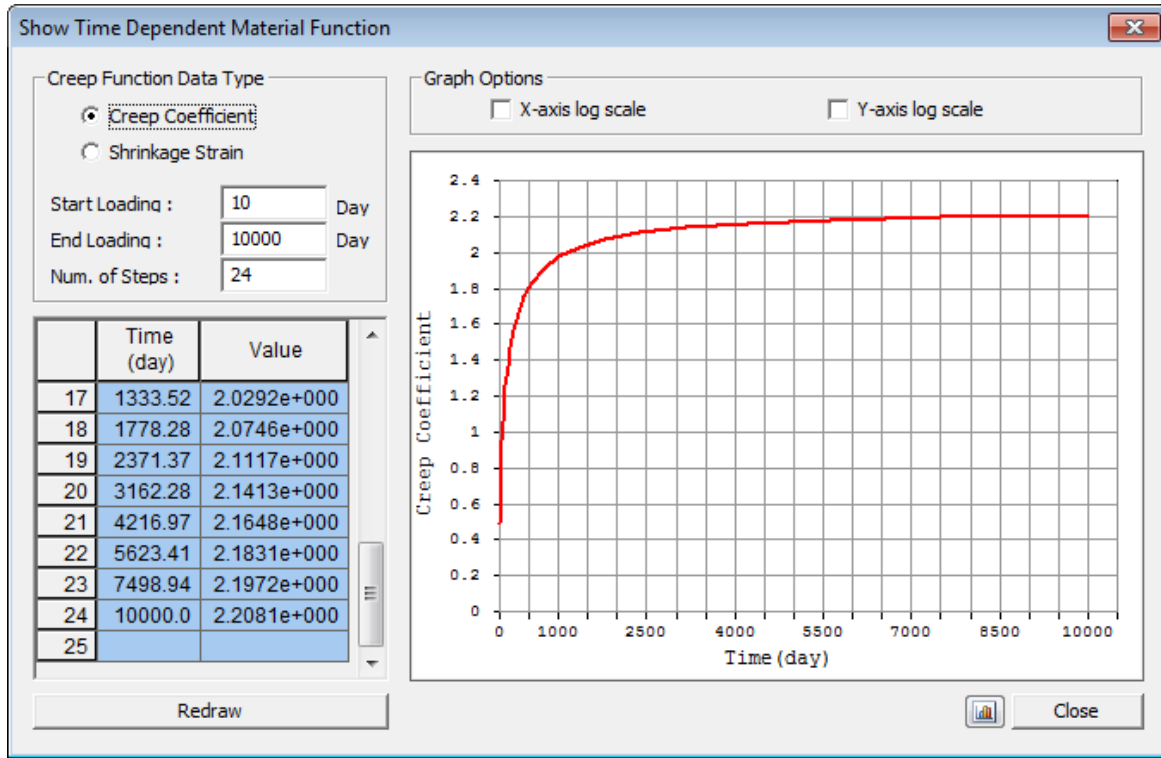 Show Time Dependent Material Function
Creep Function Data Type
Creep Coefficient
Shrinkage Strain
Start Loading : 10 Day
End Loading : 10000 Day
Num. of Steps : 24
Time (day) Value
17 1333.52 2.0292e+000
18 1778.28 2.0746e+000
19 2371.37 2.1117e+000
20 3162.28 2.1413e+000
21 4216.97 2.1648e+000
22 5623.41 2.1831e+000
23 7498.94 2.1972e+000
24 10000.0 2.2081e+000
25
Redraw
Graph Options
X-axis log scale Y-axis log scale
2.4
2.2
2
1.8
1.6
1.4
1.2
1
0.8
0.6
0.4
0.2
0
Creep Coefficient
0 1000 2500 4000 5500 7000 8500 10000
Time(day)
Close